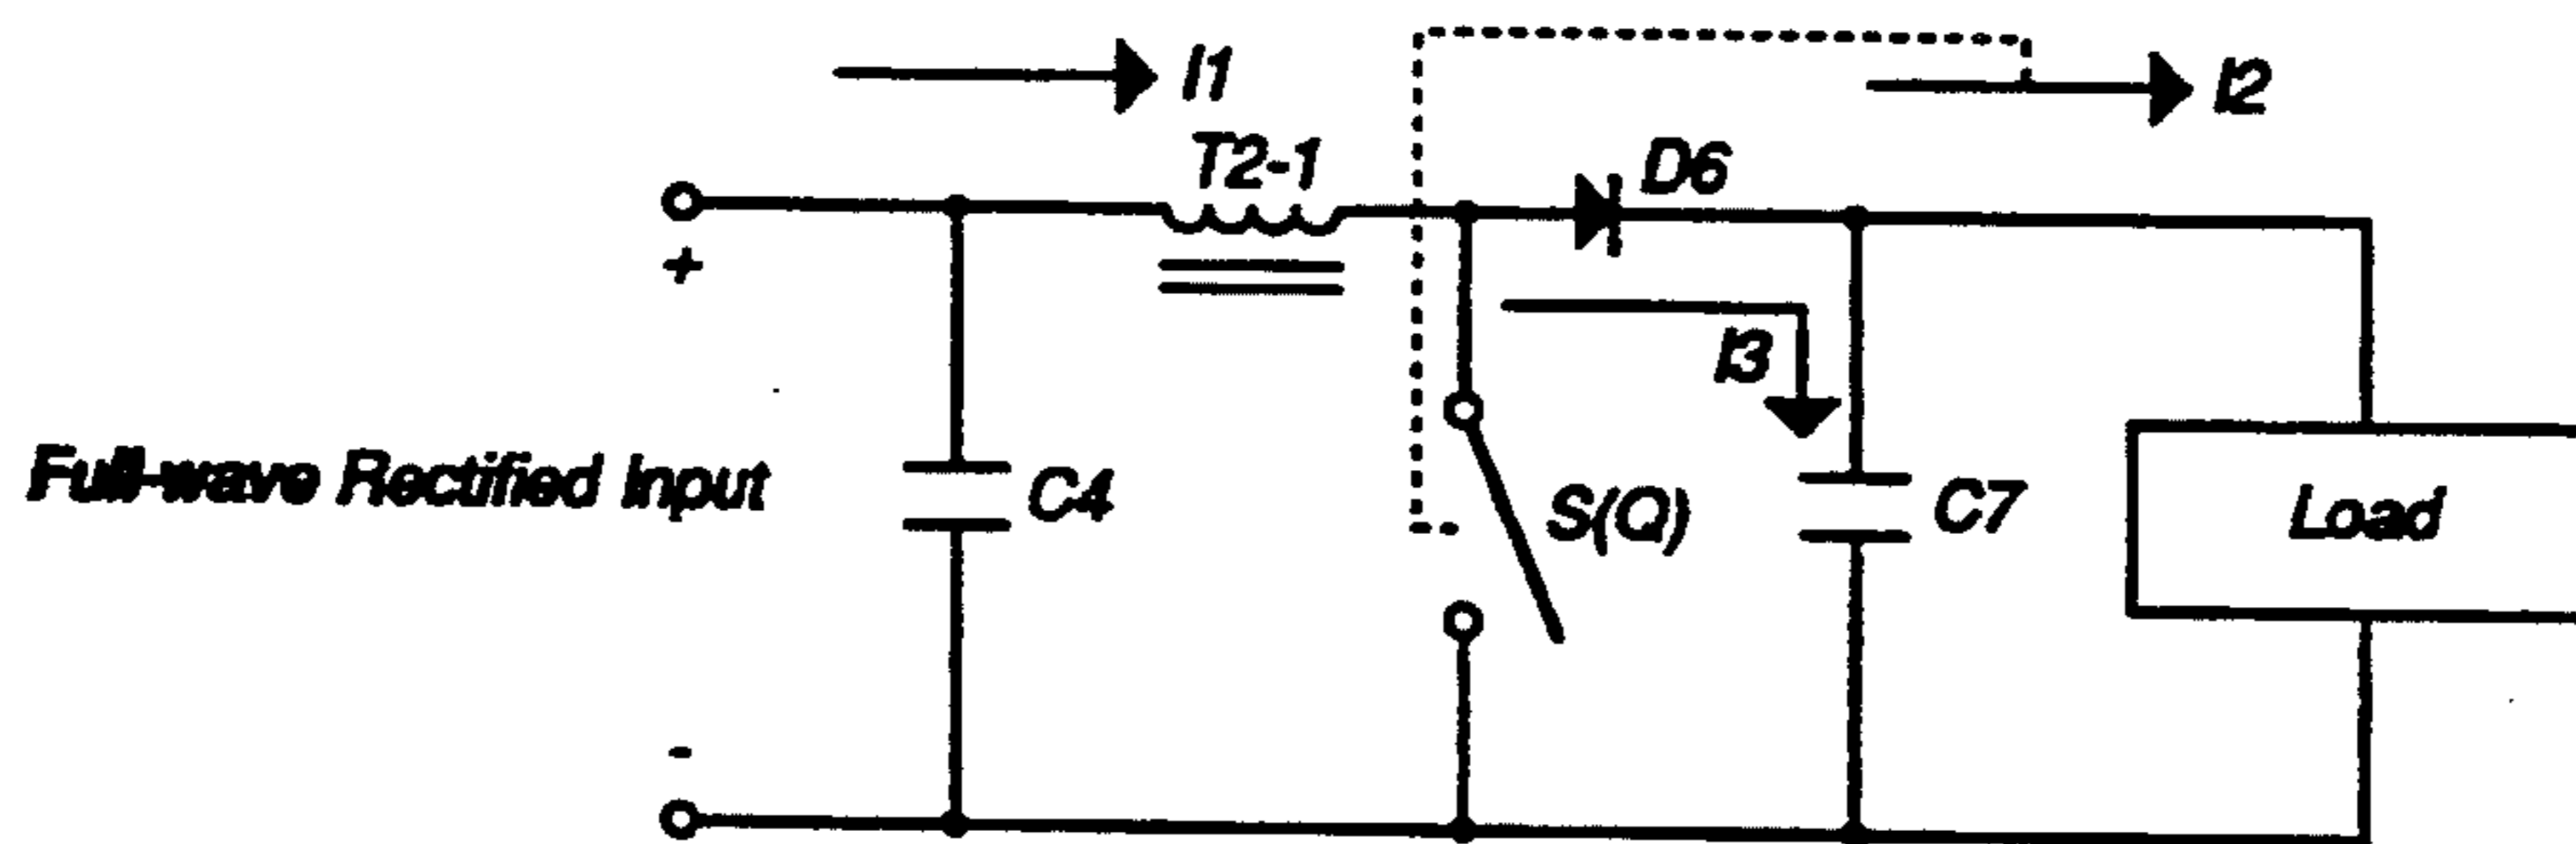 I1
I2
T2-1
D6
+
I3
Full-wave Rectified Input
C4
S(Q)
C7
Load
-